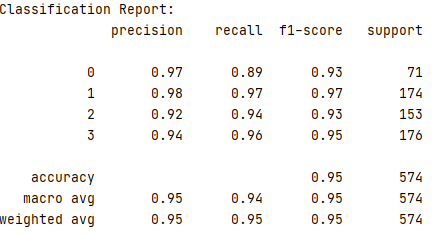 Classification Report:
precision recall f1-score support
0 0.97 0.89 0.93 71
1 0.98 0.97 0.97 174
2 0.92 0.94 0.93 153
3 0.94 0.96 0.95 176
accuracy 0.95 574
macro avg 0.95 0.94 0.95 574
weighted avg 0.95 0.95 0.95 574